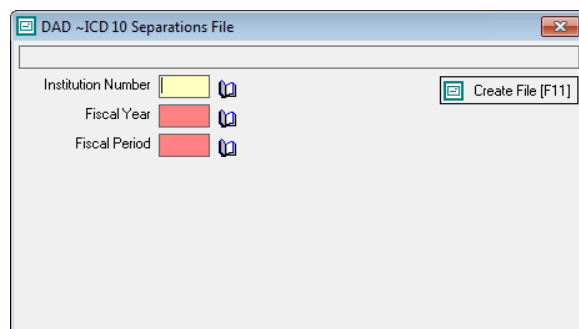 DAD ~ICD 10 Separations File
Institution Number
Create File [F11]
Fiscal Year
Fiscal Period